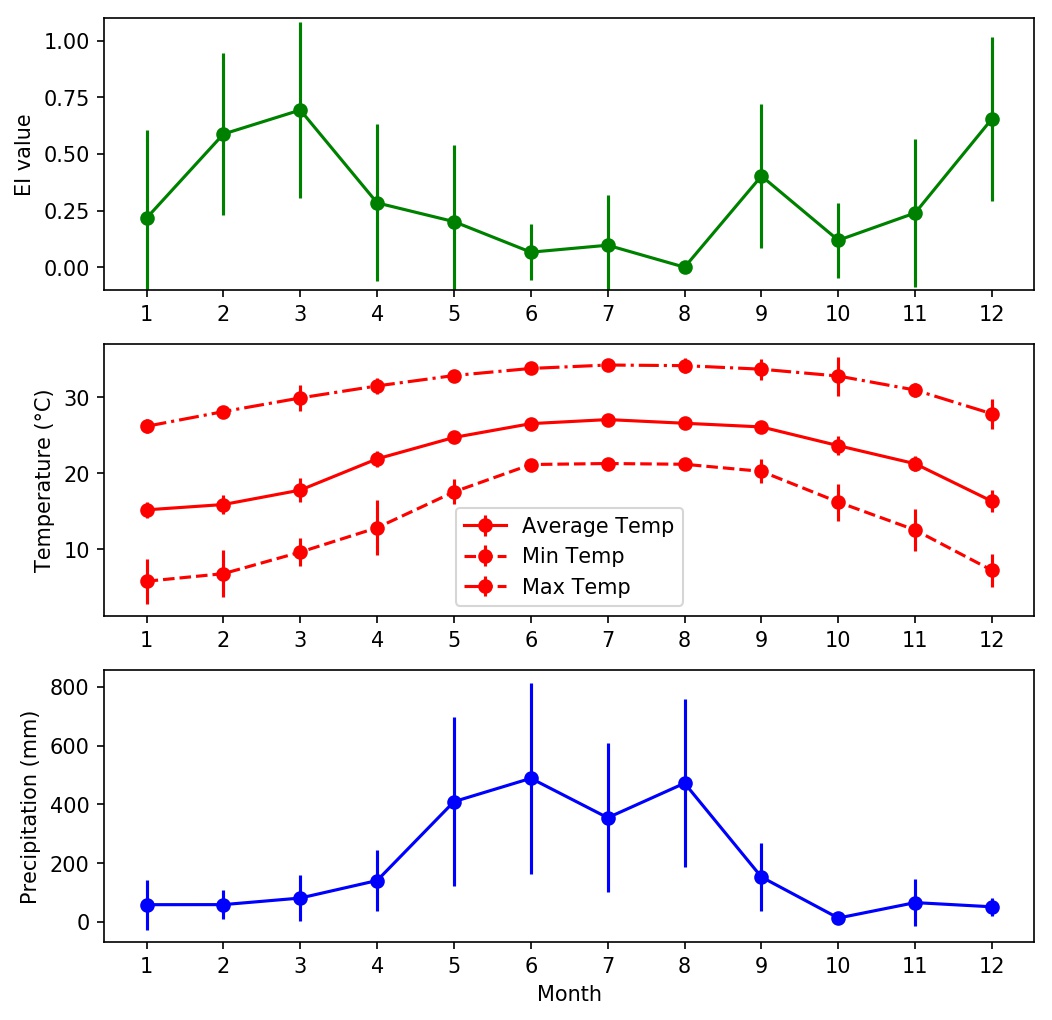 EI value
1.00
0.75
0.50
0.25
0.00
1 2 3 4 5 6 7 8 9 10 11 12
Temperature (°C)
30
20
10
Average Temp
Min Temp
Max Temp
1 2 3 4 5 6 7 8 9 10 11 12
Precipitation (mm)
800
600
400
200
0
1 2 3 4 5 6 7 8 9 10 11 12
Month